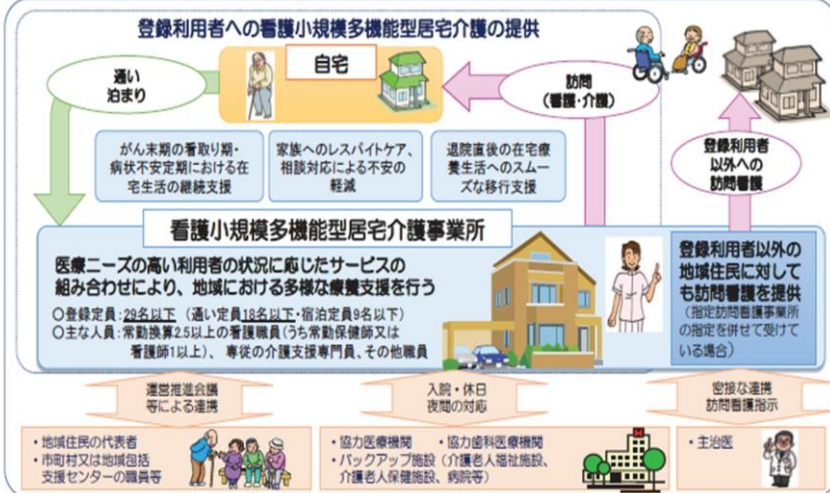 登録利用者への看護小規模多機能型居宅介護の提供
通い
泊まり
自宅
訪問
(看護・介護)
がん末期の看取り期・
病状不安定期における在
宅生活の継続支援
家族へのレスパイトケア、
相談対応による不安の
軽減
退院直後の在宅療
養生活へのスムー
ズな移行支援
登録利用者
以外への
訪問看護
看護小規模多機能型居宅介護事業所
医療ニーズの高い利用者の状況に応じたサービスの
組み合わせにより、地域における多様な療養支援を行う
○登録定員:29名以下 (通い定員18名以下・宿泊定員9名以下)
○主な人員:常勤換算2.5以上の看護職員(うち常勤保健師又は
看護師1以上)、専従の介護支援専門員、その他職員
登録利用者以外の
地域住民に対して
も訪問看護を提供
(指定訪問看護事業所
の指定を併せて受けて
いる場合)
運営推進会議
等による連携
入院・休日
夜間の対応
密接な連携
訪問看護指示
・地域住民の代表者
・市町村又は地域包括
支援センターの職員等
・協力医療機関 ・協力歯科医療機関
・バックアップ施設(介護老人福祉施設、
介護老人保健施設、病院等)
・主治医